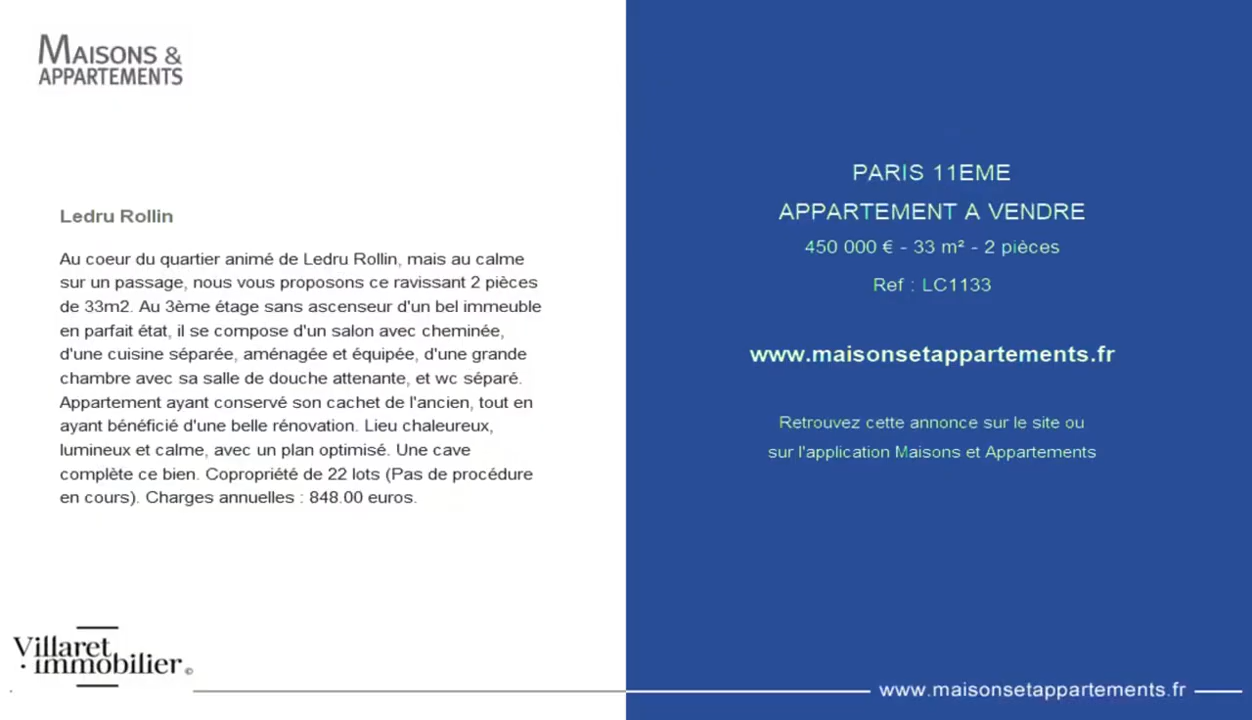 MAISONS &
APPARTEMENTS
Ledru Rollin
Au coeur du quartier animé de Ledru Rollin, mais au calme
sur un passage, nous vous proposons ce ravissant 2 pièces
de 33m2. Au 3ème étage sans ascenseur d'un bel immeuble
en parfait état, il se compose d'un salon avec cheminée,
d'une cuisine séparée, aménagée et équipée, d'une grande
chambre avec sa salle de douche attenante, et wc séparé.
Appartement ayant conservé son cachet de l'ancien, tout en
ayant bénéficié d'une belle rénovation. Lieu chaleureux,
lumineux et calme, avec un plan optimisé. Une cave
complète ce bien. Copropriété de 22 lots (Pas de procédure
en cours). Charges annuelles : 848.00 euros.
Villaret
immobilier
PARIS 11EME
APPARTEMENT A VENDRE
450 000 € - 33 m² - 2 pièces
Ref : LC1133
www.maisonsetappartements.fr
Retrouvez cette annonce sur le site ou
sur l'application Maisons et Appartements
www.maisonsetappartements.fr